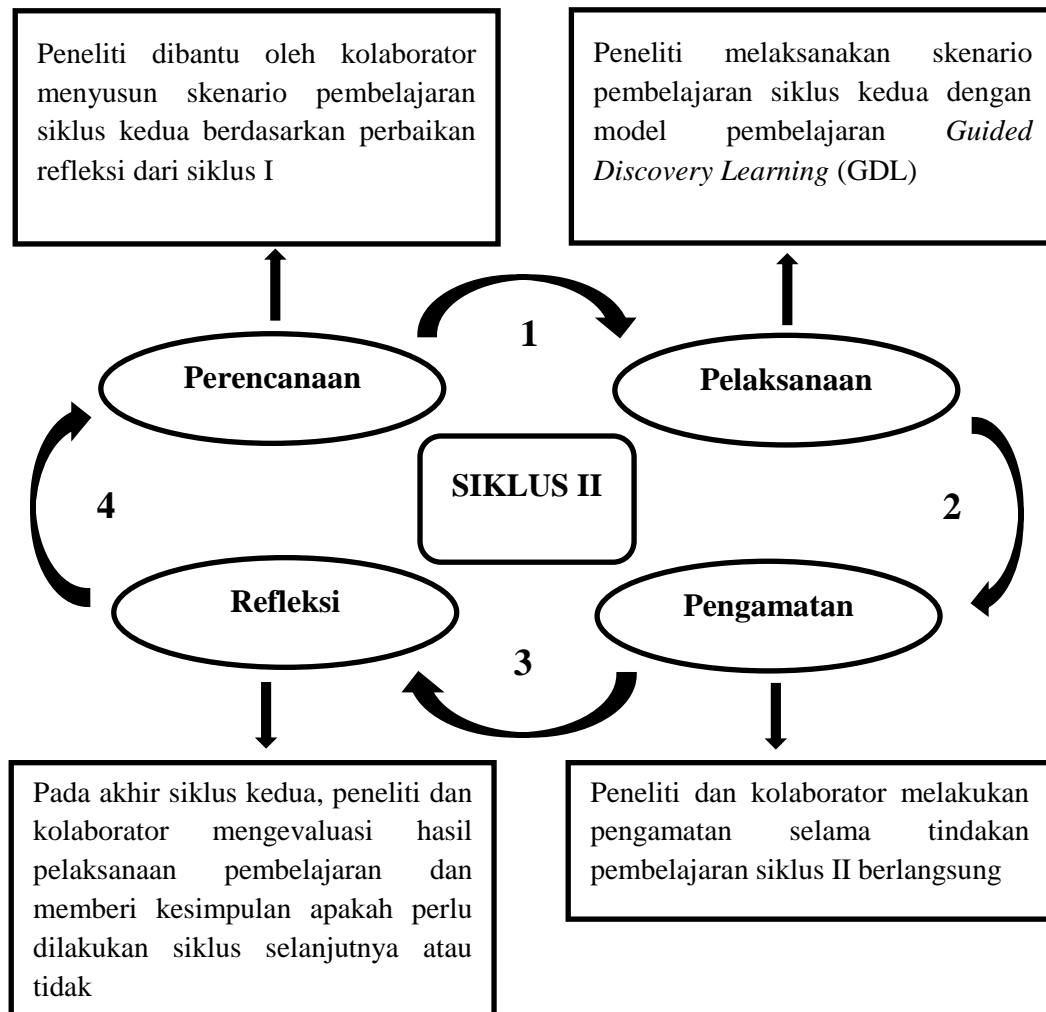 Peneliti dibantu oleh kolaborator
menyusun skenario pembelajaran
siklus kedua berdasarkan perbaikan
refleksi dari siklus I
Peneliti melaksanakan skenario
pembelajaran siklus kedua dengan
model pembelajaran Guided
Discovery Learning (GDL)
1
Perencanaan
Pelaksanaan
SIKLUS II
4
2
Refleksi
Pengamatan
3
Pada akhir siklus kedua, peneliti dan
kolaborator mengevaluasi hasil
pelaksanaan pembelajaran dan
memberi kesimpulan apakah perlu
dilakukan siklus selanjutnya atau
tidak
Peneliti dan kolaborator melakukan
pengamatan selama tindakan
pembelajaran siklus II berlangsung